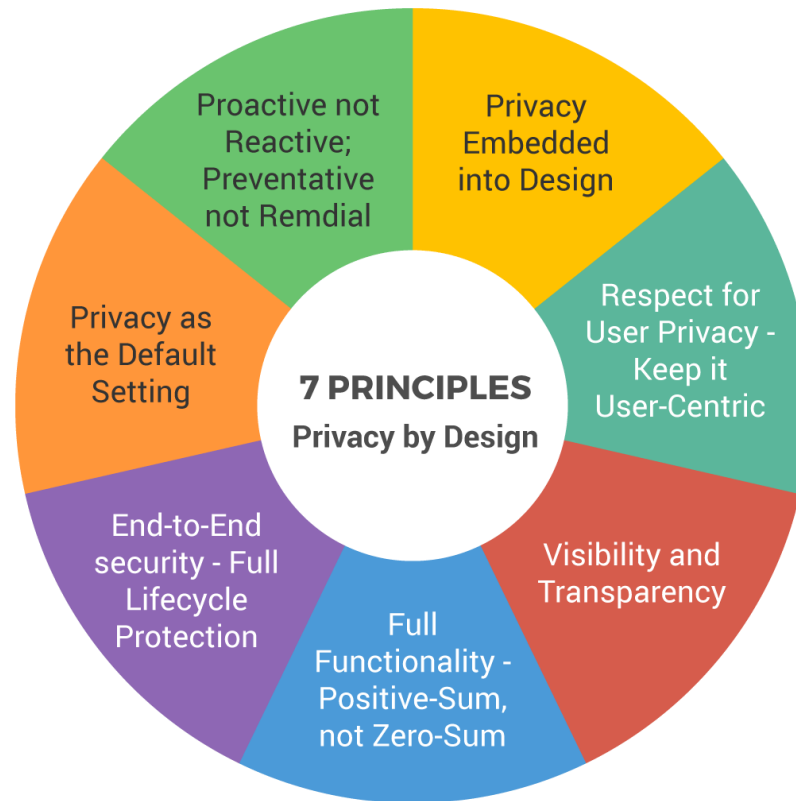 7 PRINCIPLES
Privacy by Design
Proactive not
Reactive;
Preventative
not Remdial
Privacy
Embedded
into Design
Respect for
User Privacy -
Keep it
User-Centric
Visibility and
Transparency
Full
Functionality -
Positive-Sum,
not Zero-Sum
End-to-End
security - Full
Lifecycle
Protection
Privacy as
the Default
Setting